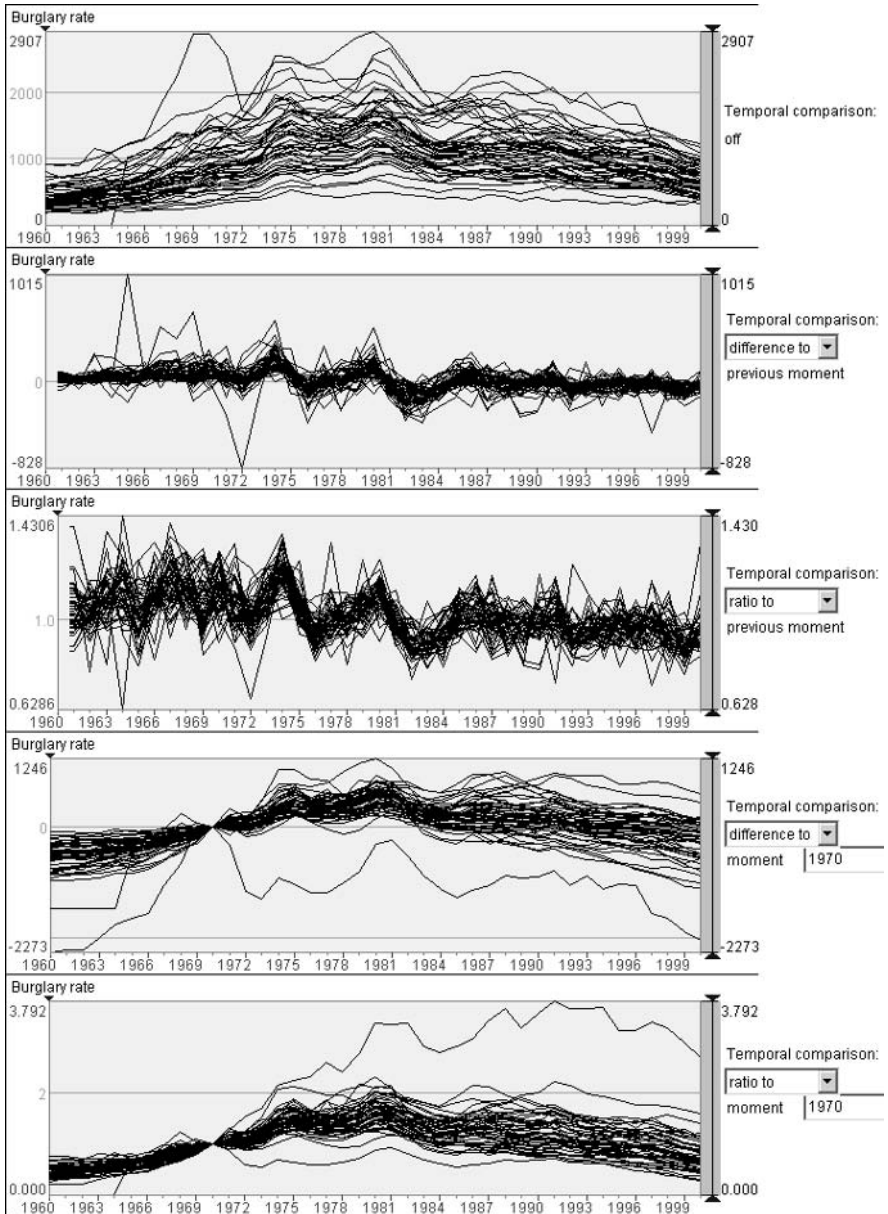 Burglary rate
2907
2000
1000
0
1960 1963 1966 1969 1972 1975 1978 1981 1984 1987 1990 1993 1996 1999
2907
0
Temporal comparison:
off
Burglary rate
1015
0
-828
1960 1963 1966 1969 1972 1975 1978 1981 1984 1987 1990 1993 1996 1999
1015
-828
Temporal comparison:
difference to
previous moment
Burglary rate
1.4306
1.0
0.6286
1960 1963 1966 1969 1972 1975 1978 1981 1984 1987 1990 1993 1996 1999
1.430
0.628
Temporal comparison:
ratio to
previous moment
Burglary rate
1246
0
-2273
1960 1963 1966 1969 1972 1975 1978 1981 1984 1987 1990 1993 1996 1999
1246
-2273
Temporal comparison:
difference to
moment 1970
Burglary rate
3.792
2
0.000
1960 1963 1966 1969 1972 1975 1978 1981 1984 1987 1990 1993 1996 1999
3.792
0.000
Temporal comparison:
ratio to
moment 1970